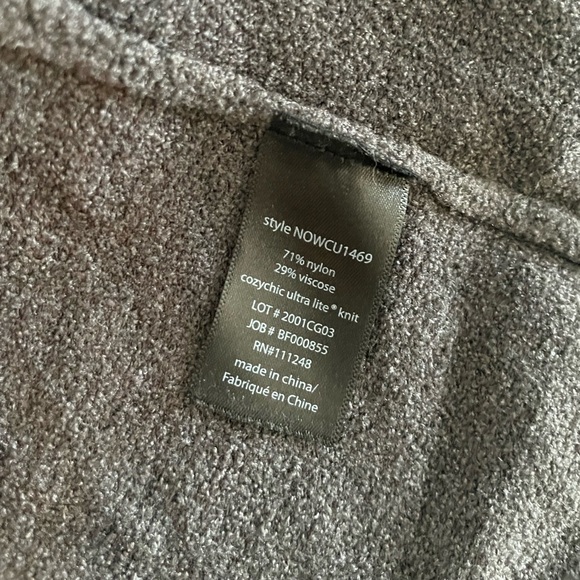 style NOWCU1469
71% nylon
29% viscose
cozychic ultra lite® knit
LOT # 2001CG03
JOB # BF000855
RN#111248
made in china/
Fabriqué en Chine